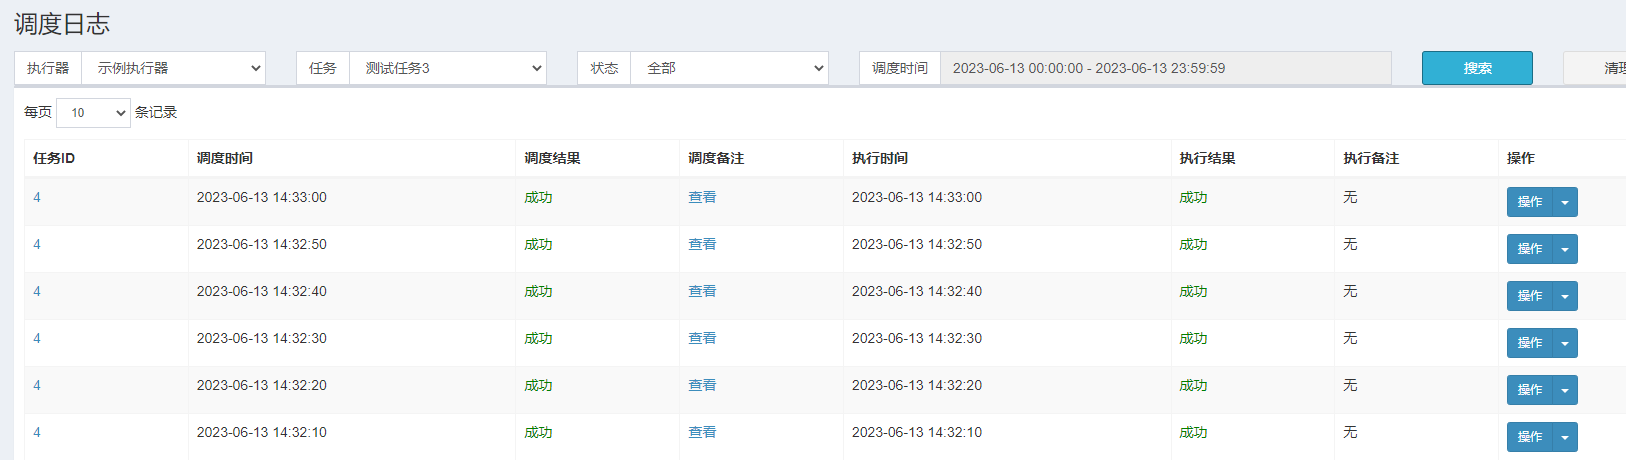 调度日志
执行器 示例执行器 任务 测试任务3 状态 全部 调度时间 2023-06-13 00:00:00 - 2023-06-13 23:59:59 搜索 清理
每页 10 条记录
任务ID 调度时间 调度结果 调度备注 执行时间 执行结果 执行备注 操作
4 2023-06-13 14:33:00 成功 查看 2023-06-13 14:33:00 成功 无 操作
4 2023-06-13 14:32:50 成功 查看 2023-06-13 14:32:50 成功 无 操作
4 2023-06-13 14:32:40 成功 查看 2023-06-13 14:32:40 成功 无 操作
4 2023-06-13 14:32:30 成功 查看 2023-06-13 14:32:30 成功 无 操作
4 2023-06-13 14:32:20 成功 查看 2023-06-13 14:32:20 成功 无 操作
4 2023-06-13 14:32:10 成功 查看 2023-06-13 14:32:10 成功 无 操作